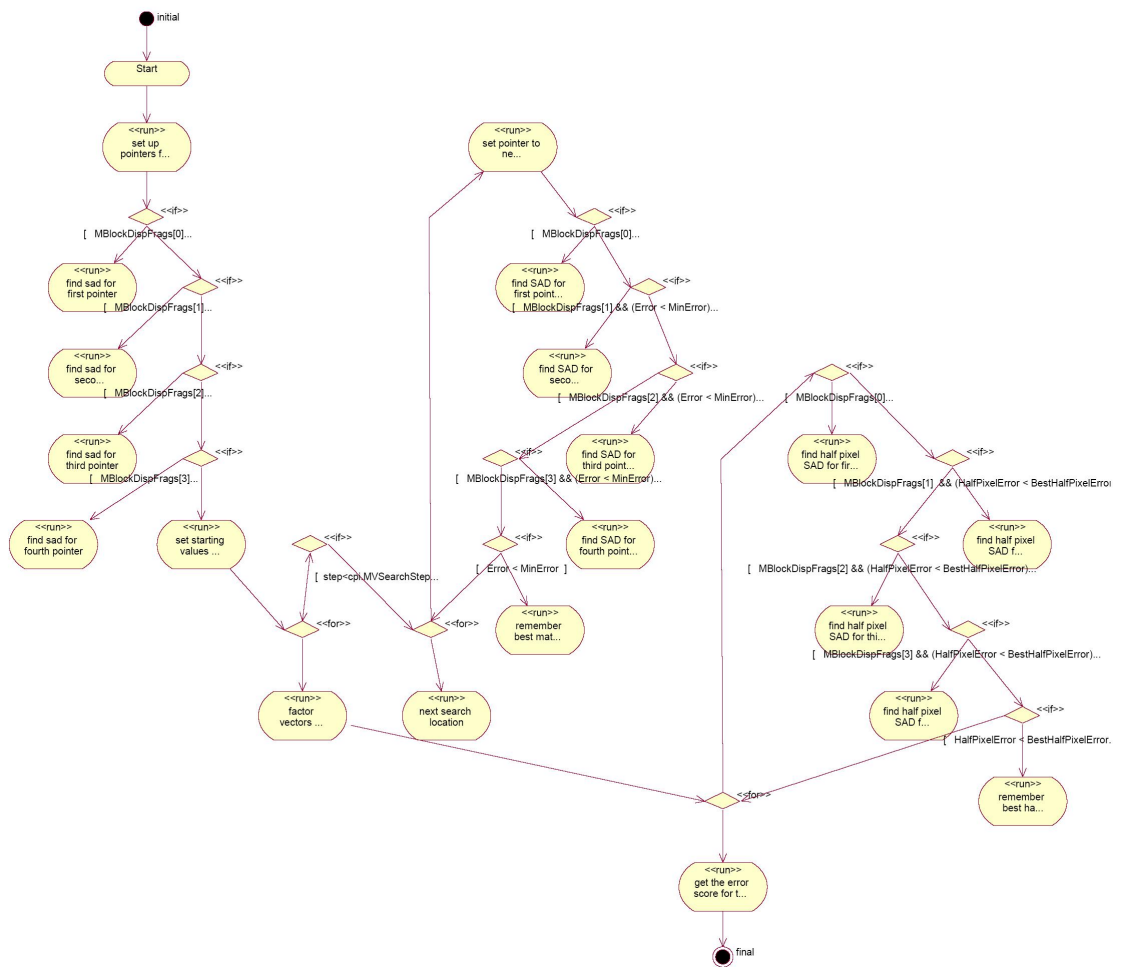 initial
Start
<<run>>
set up
pointers f...
<<if>>
[ MBlockDispFrags[0]...
<<run>>
find sad for
first pointer
<<if>>
[ MBlockDispFrags[1]...
<<run>>
find sad for
seco...
<<if>>
[ MBlockDispFrags[2]...
<<run>>
find sad for
third pointer
<<if>>
[ MBlockDispFrags[3]...
<<run>>
find sad for
fourth pointer
<<run>>
set starting
values ...
<<if>>
[ step<cpi.MVSearchStep...
<<for>>
<<run>>
factor
vectors ...
<<run>>
set pointer to
ne...
<<if>>
[ MBlockDispFrags[0]...
<<run>>
find SAD for
first point...
<<if>>
[ MBlockDispFrags[1] && (Error < MinError)...
<<run>>
find SAD for
seco...
<<if>>
[ MBlockDispFrags[2] && (Error < MinError)...
<<run>>
find SAD for
third point...
<<if>>
[ MBlockDispFrags[3] && (Error < MinError)...
<<run>>
find SAD for
fourth point...
<<if>>
[ Error < MinError ]
<<run>>
remember
best mat...
<<for>>
<<run>>
next search
location
<<if>>
[ MBlockDispFrags[0]...
<<run>>
find half pixel
SAD for fir...
<<if>>
[ MBlockDispFrags[1] && (HalfPixelError < BestHalfPixelError
<<run>>
find half pixel
SAD f...
<<if>>
[ MBlockDispFrags[2] && (HalfPixelError < BestHalfPixelError)...
<<run>>
find half pixel
SAD for thi...
<<if>>
[ MBlockDispFrags[3] && (HalfPixelError < BestHalfPixelError)...
<<run>>
find half pixel
SAD f...
<<if>>
[ HalfPixelError < BestHalfPixelError.
<<run>>
remember
best ha...
<<for>>
<<run>>
get the error
score for t...
final